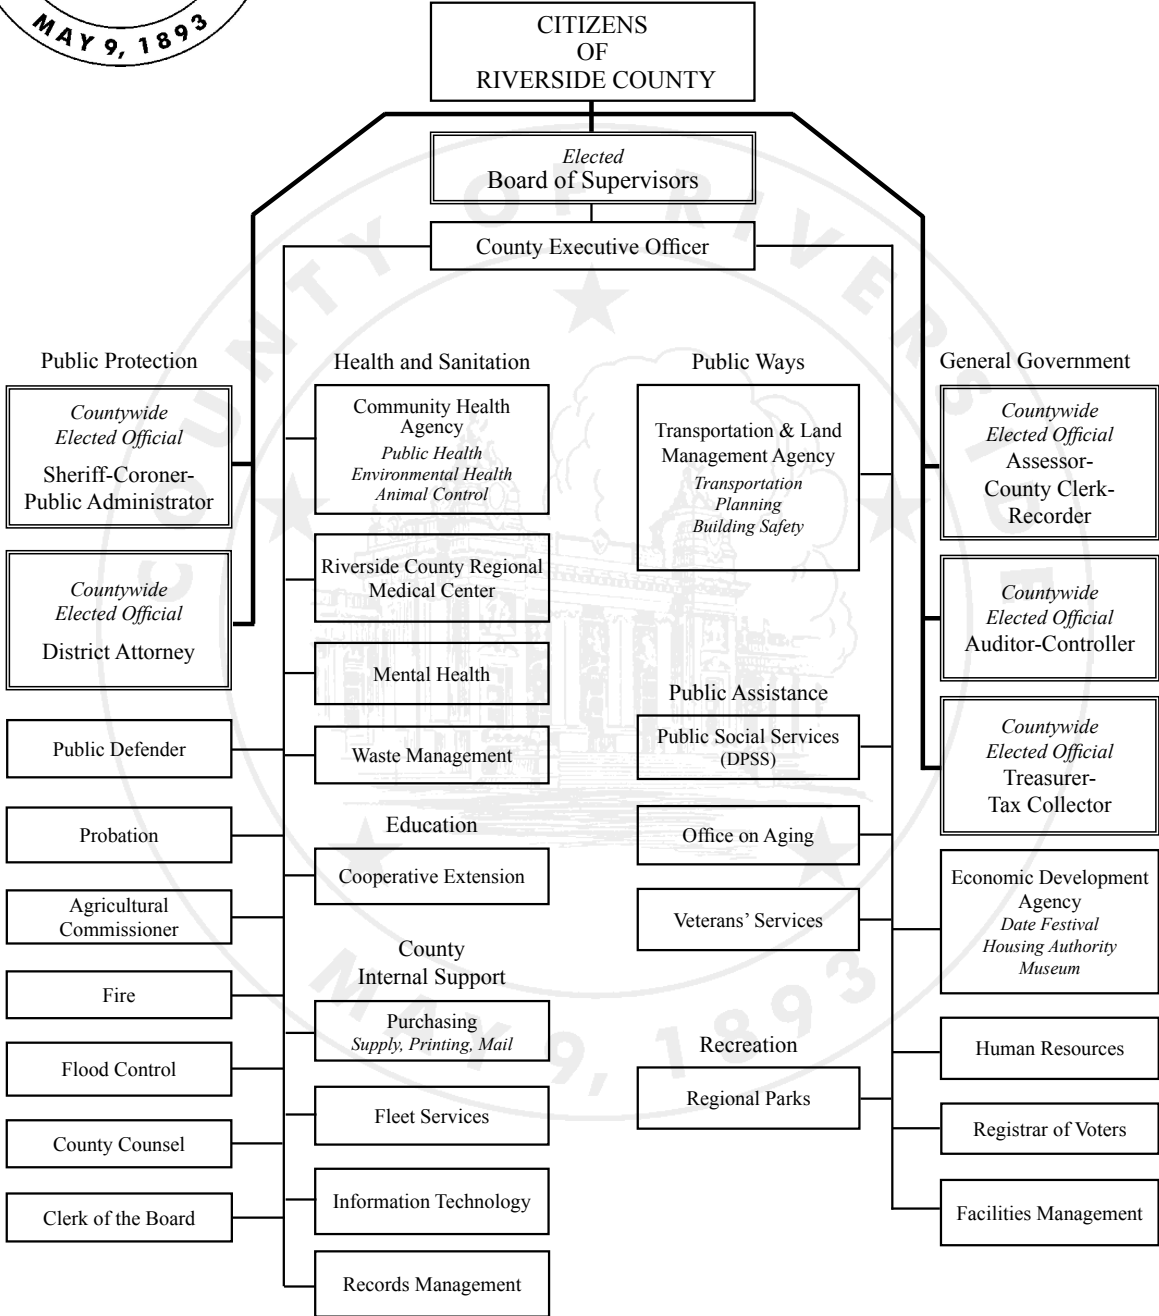 MAY 9, 1893
CITIZENS
OF
RIVERSIDE COUNTY
Elected
Board of Supervisors
County Executive Officer
Public Protection
Countywide
Elected Official
Sheriff-Coroner-
Public Administrator
Countywide
Elected Official
District Attorney
Public Defender
Probation
Agricultural
Commissioner
Fire
Flood Control
County Counsel
Clerk of the Board
Health and Sanitation
Community Health
Agency
Public Health
Environmental Health
Animal Control
Riverside County Regional
Medical Center
Mental Health
Waste Management
Education
Cooperative Extension
County
Internal Support
Purchasing
Supply, Printing, Mail
Fleet Services
Information Technology
Records Management
Public Ways
Transportation & Land
Management Agency
Transportation
Planning
Building Safety
Public Assistance
Public Social Services
(DPSS)
Office on Aging
Veterans’ Services
Recreation
Regional Parks
General Government
Countywide
Elected Official
Assessor-
County Clerk-
Recorder
Countywide
Elected Official
Auditor-Controller
Countywide
Elected Official
Treasurer-
Tax Collector
Economic Development
Agency
Date Festival
Housing Authority
Museum
Human Resources
Registrar of Voters
Facilities Management
COUNTY OF RIVERSIDE
MAY 9, 1893